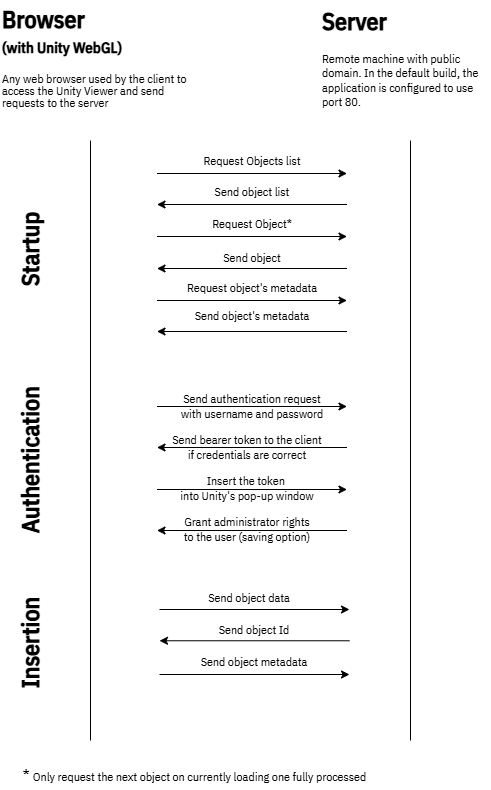 Browser
(with Unity WebGL)
Any web browser used by the client to
access the Unity Viewer and send
requests to the server
Server
Remote machine with public
domain. In the default build, the
application is configured to use
port 80.
Startup
Request Objects list
Send object list
Request Object*
Send object
Request object's metadata
Send object's metadata
Authentication
Send authentication request
with username and password
Send bearer token to the client
if credentials are correct
Insert the token
into Unity's pop-up window
Grant administrator rights
to the user (saving option)
Insertion
Send object data
Send object Id
Send object metadata
* Only request the next object on currently loading one fully processed